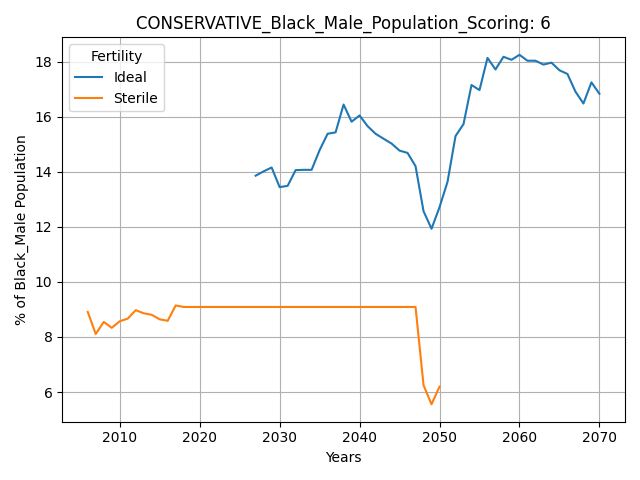 CONSERVATIVE_Black_Male_Population_Scoring: 6
Fertility
Ideal
Sterile
% of Black_Male Population
18
16
14
12
10
8
6
2010 2020 2030 2040 2050 2060 2070
Years